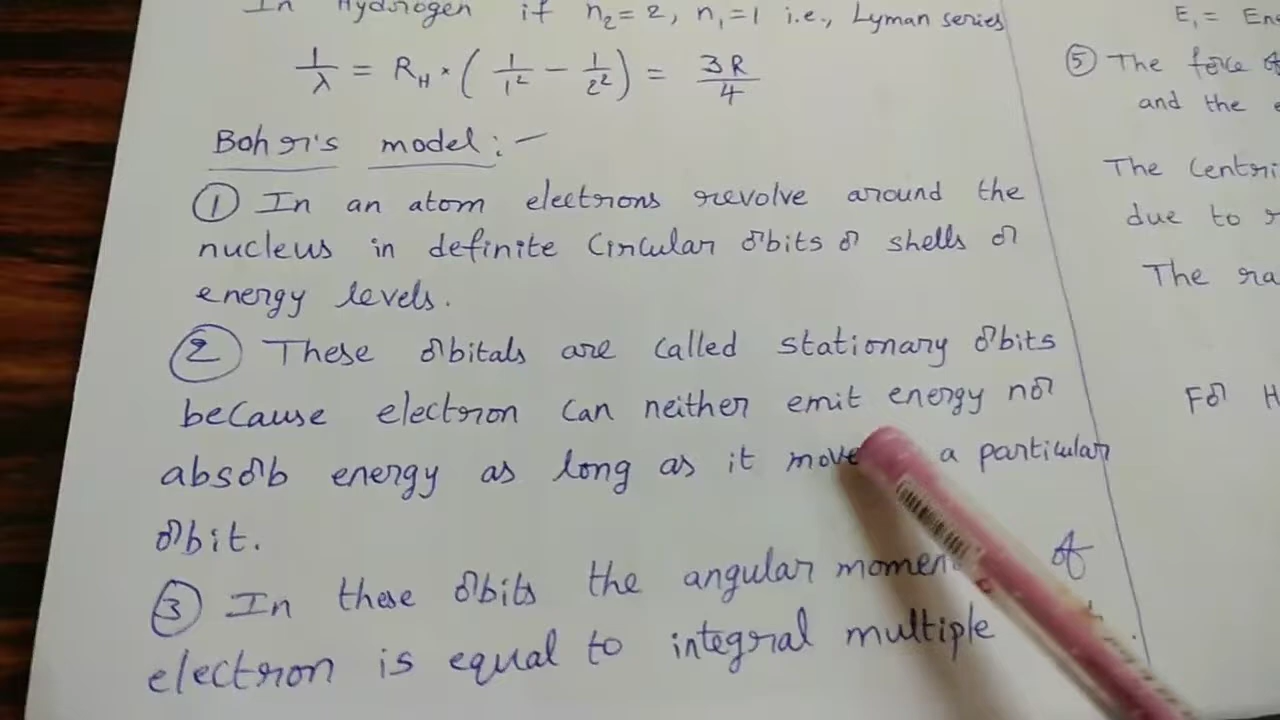 In Hydrogen if n₂ = 2, n₁ = 1 i.e., Lyman series
1/λ = R_H × (1/1² − 1/2²) = 3R/4
Bohr's model :-
① In an atom electrons revolve around the
nucleus in definite Circular orbits or shells or
energy levels.
② These orbitals are called stationary orbits
because electron can neither emit energy nor
absorb energy as long as it move a particular
orbit.
③ In these orbits the angular momen of
electron is equal to integral multiple
E₁ = Ene
⑤ The force of
and the e
The Centri
due to r
The ra
For H